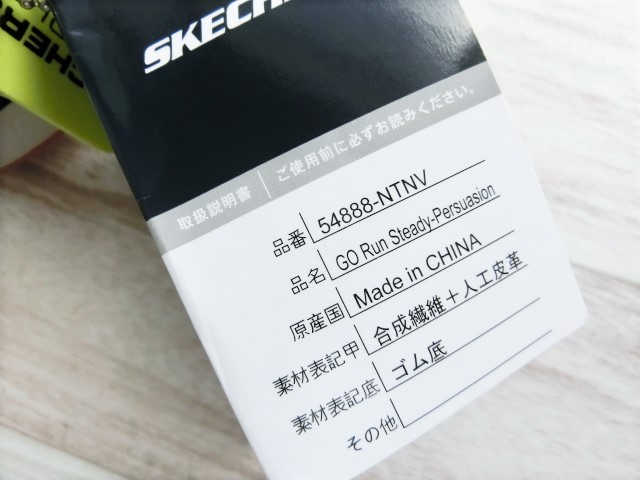 SKECHE
取扱説明書 ご使用前に必ずお読みください。
品番 54888-NTNV
品名 GO Run Steady-Persuasion
原産国 Made in CHINA
素材表記甲 合成繊維＋人工皮革
素材表記底 ゴム底
その他